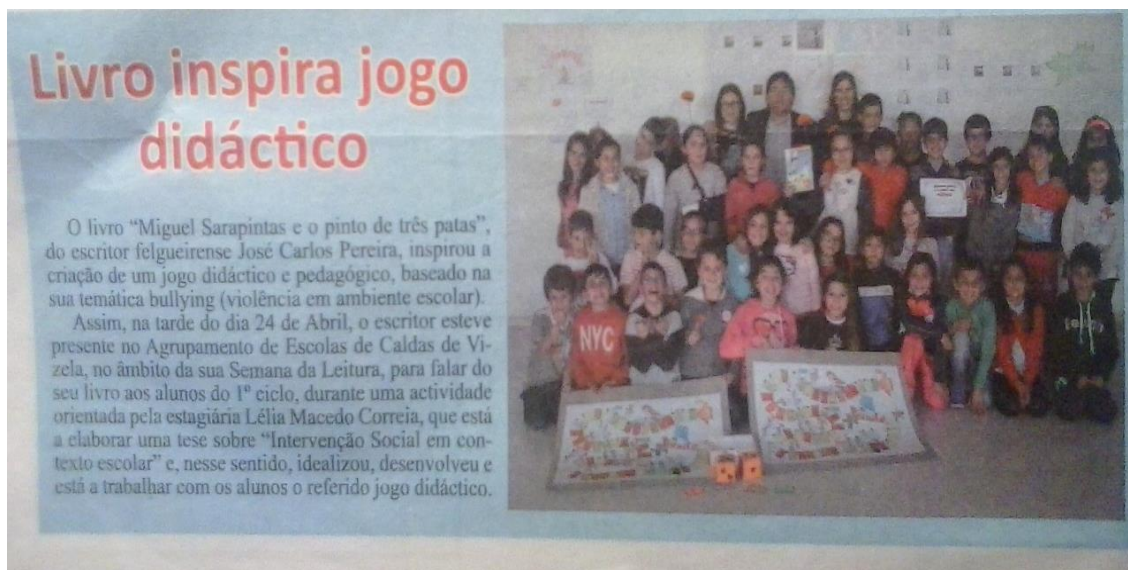 Livro inspira jogo
didáctico
O livro “Miguel Sarapintas e o pinto de três patas”,
do escritor felgueirense José Carlos Pereira, inspirou a
criação de um jogo didáctico e pedagógico, baseado na
sua temática bullying (violência em ambiente escolar).
Assim, na tarde do dia 24 de Abril, o escritor esteve
presente no Agrupamento de Escolas de Caldas de Vi-
zela, no âmbito da sua Semana da Leitura, para falar do
seu livro aos alunos do 1º ciclo, durante uma actividade
orientada pela estagiária Lélia Macedo Correia, que está
a elaborar uma tese sobre “Intervenção Social em con-
texto escolar” e, nesse sentido, idealizou, desenvolveu e
está a trabalhar com os alunos o referido jogo didáctico.
NYC